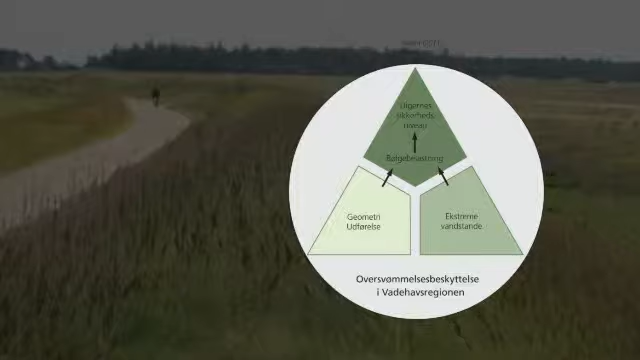 Digernes
sikkerheds
niveau
Bølgebelastning
Geometri
Udførelse
Ekstreme
vandstande
Oversvømmelsesbeskyttelse
i Vadehavsregionen